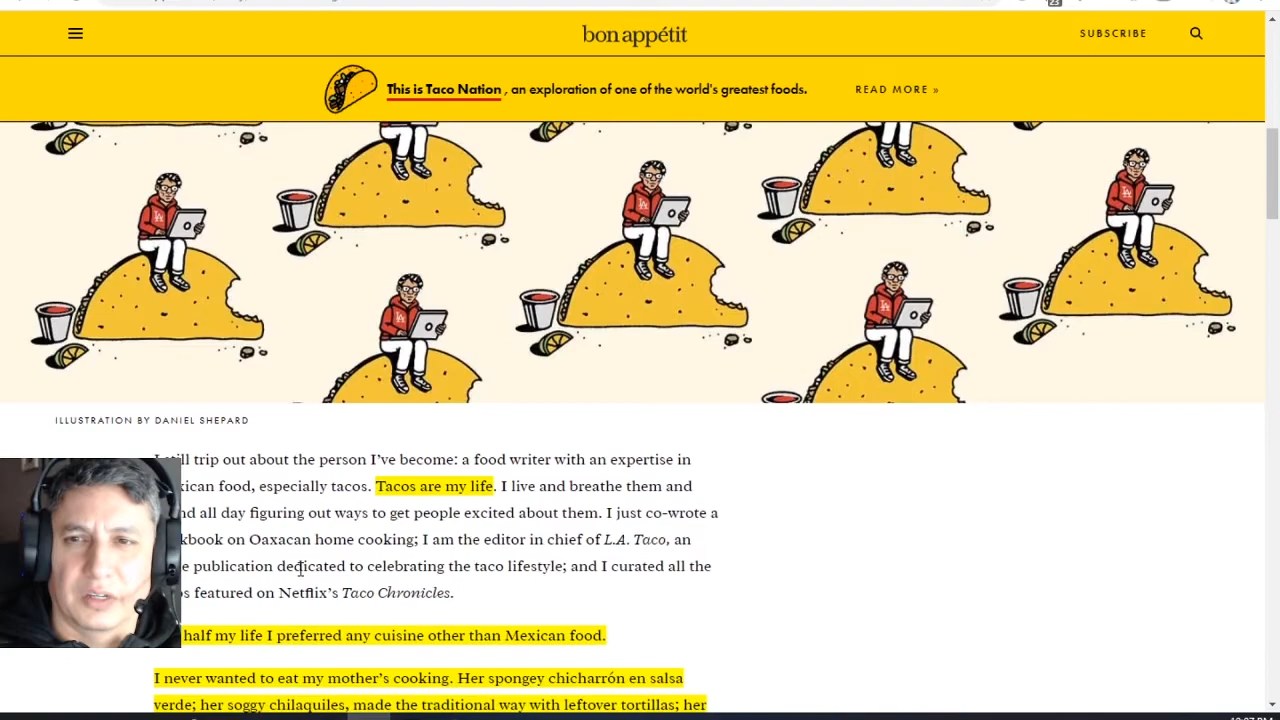 23
bon appétit
SUBSCRIBE
This is Taco Nation , an exploration of one of the world's greatest foods.
READ MORE »
LA
LA
LA
LA
LA
ILLUSTRATION BY DANIEL SHEPARD
I still trip out about the person I've become: a food writer with an expertise in
food, especially tacos. Tacos are my life. I live and breathe them and
all day figuring out ways to get people excited about them. I just co-wrote a
on Oaxacan home cooking; I am the editor in chief of L.A. Taco, an
publication dedicated to celebrating the taco lifestyle; and I curated all the
featured on Netflix's Taco Chronicles.
half my life I preferred any cuisine other than Mexican food.
I never wanted to eat my mother's cooking. Her spongey chicharrón en salsa
verde; her soggy chilaquiles, made the traditional way with leftover tortillas; her